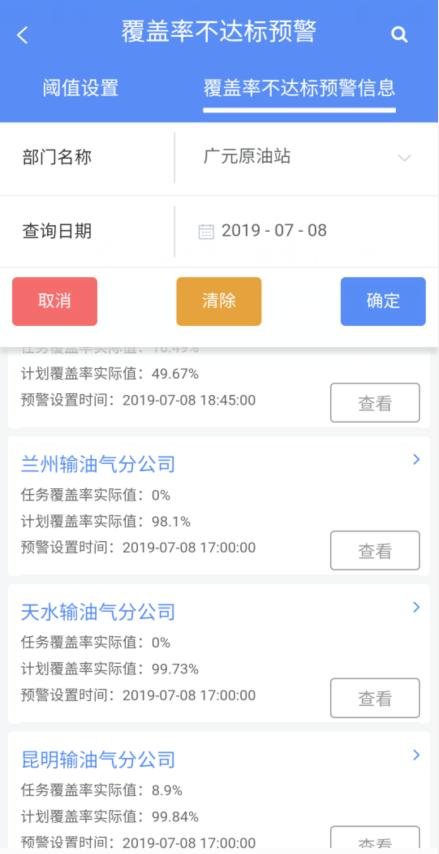 覆盖率不达标预警
阈值设置
覆盖率不达标预警信息
部门名称
广元原油站
查询日期
2019 - 07 - 08
取消
清除
确定
计划覆盖率实际值：49.67%
预警设置时间：2019-07-08 18:45:00
查看
兰州输油气分公司
任务覆盖率实际值：0%
计划覆盖率实际值：98.1%
预警设置时间：2019-07-08 17:00:00
查看
天水输油气分公司
任务覆盖率实际值：0%
计划覆盖率实际值：99.73%
预警设置时间：2019-07-08 17:00:00
查看
昆明输油气分公司
任务覆盖率实际值：8.9%
计划覆盖率实际值：99.84%
预警设置时间：2019-07-08 17:00:00
查看